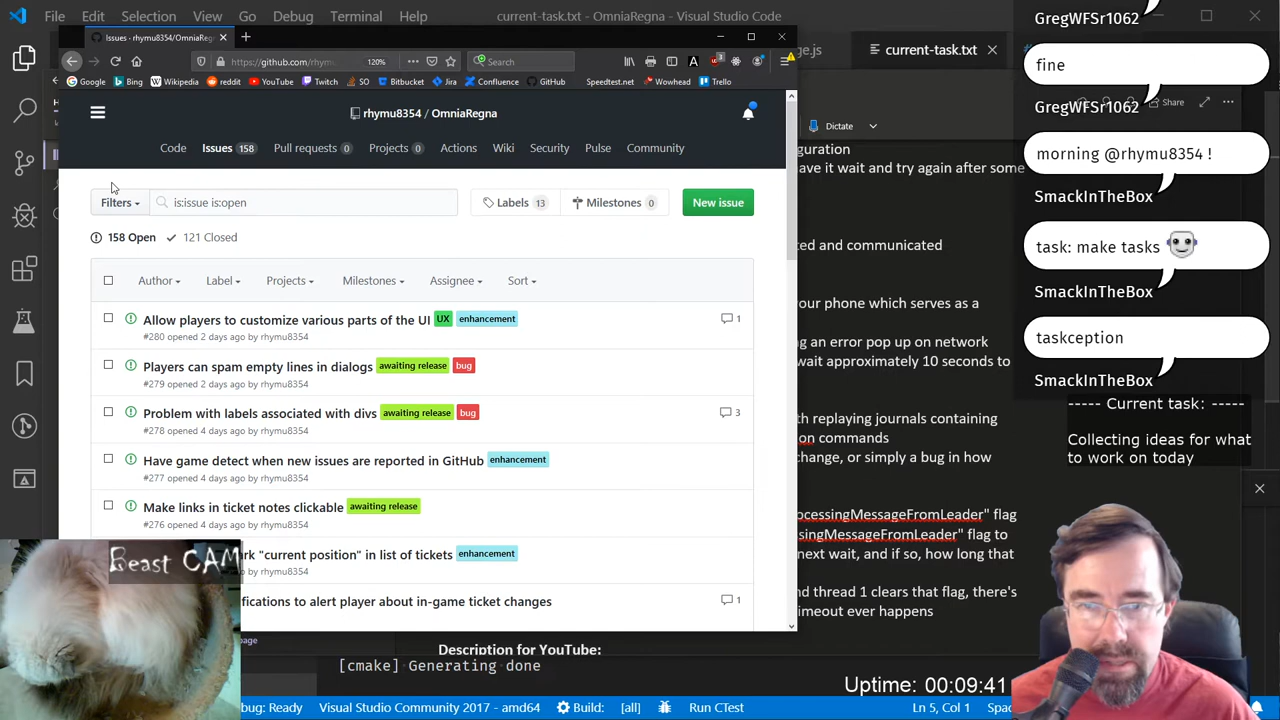 File Edit Selection View Go Debug Terminal Help current-task.txt - OmniaRegna - Visual Studio Code
Issues · rhymu8354/OmniaRegn
https://github.com/rhym 120% Search
Google Bing Wikipedia reddit YouTube Twitch SO Bitbucket Jira Confluence GitHub Speedtest.net Wowhead Trello
rhymu8354 / OmniaRegna
Code Issues 158 Pull requests 0 Projects 0 Actions Wiki Security Pulse Community
Filters is:issue is:open Labels 13 Milestones 0 New issue
158 Open 121 Closed
Author Label Projects Milestones Assignee Sort
Allow players to customize various parts of the UI UX enhancement 1
#280 opened 2 days ago by rhymu8354
Players can spam empty lines in dialogs awaiting release bug
#279 opened 2 days ago by rhymu8354
Problem with labels associated with divs awaiting release bug 3
#278 opened 4 days ago by rhymu8354
Have game detect when new issues are reported in GitHub enhancement
#277 opened 4 days ago by rhymu8354
Make links in ticket notes clickable awaiting release
#276 opened 4 days ago by rhymu8354
rk "current position" in list of tickets enhancement
ago by rhymu8354
fications to alert player about in-game ticket changes 1
Beast CAM
ge.js current-task.txt
Share
Dictate
guration
ave it wait and try again after some
ted and communicated
our phone which serves as a
ng an error pop up on network
wait approximately 10 seconds to
th replaying journals containing
on commands
change, or simply a bug in how
ocessingMessageFromLeader" flag
ssingMessageFromLeader" flag to
next wait, and if so, how long that
nd thread 1 clears that flag, there's
imeout ever happens
Description for YouTube:
page
[cmake] Generating done
Uptime: 00:09:41
bug: Ready Visual Studio Community 2017 - amd64 Build: [all] Run CTest Ln 5, Col 1 Spac
GregWFSr1062
fine
GregWFSr1062
morning @rhymu8354 !
SmackInTheBox
task: make tasks
SmackInTheBox
taskception
SmackInTheBox
----- Current task: -----
Collecting ideas for what
to work on today